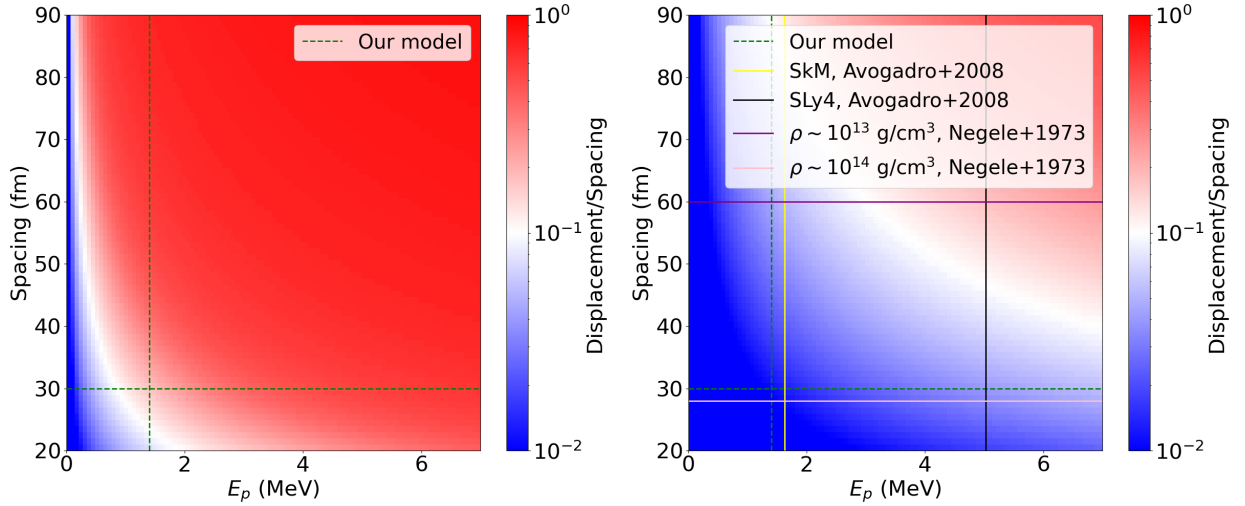 90
80
70
60
50
40
30
20
Spacing (fm)
0
2
4
6
E_p (MeV)
Our model
10^0
10^{-1}
10^{-2}
Displacement/Spacing
90
80
70
60
50
40
30
20
Spacing (fm)
0
2
4
6
E_p (MeV)
Our model
SkM, Avogadro+2008
SLy4, Avogadro+2008
ρ ~ 10^{13} g/cm^3, Negele+1973
ρ ~ 10^{14} g/cm^3, Negele+1973
10^0
10^{-1}
10^{-2}
Displacement/Spacing